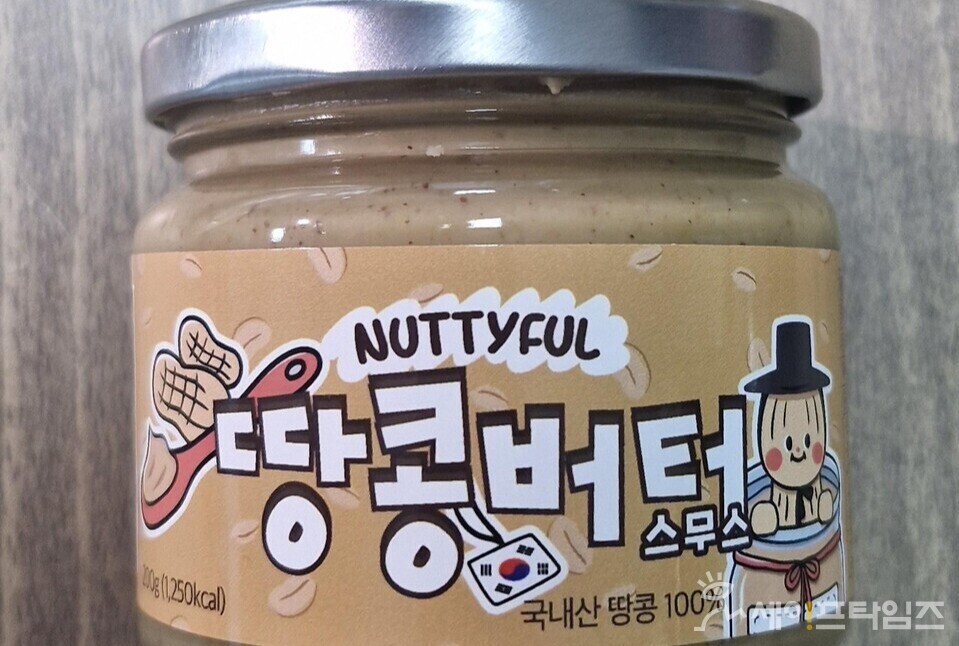 NUTTYFUL
땅콩버터
스무스
200g (1,250kcal)
국내산 땅콩 100%
세이프타임즈